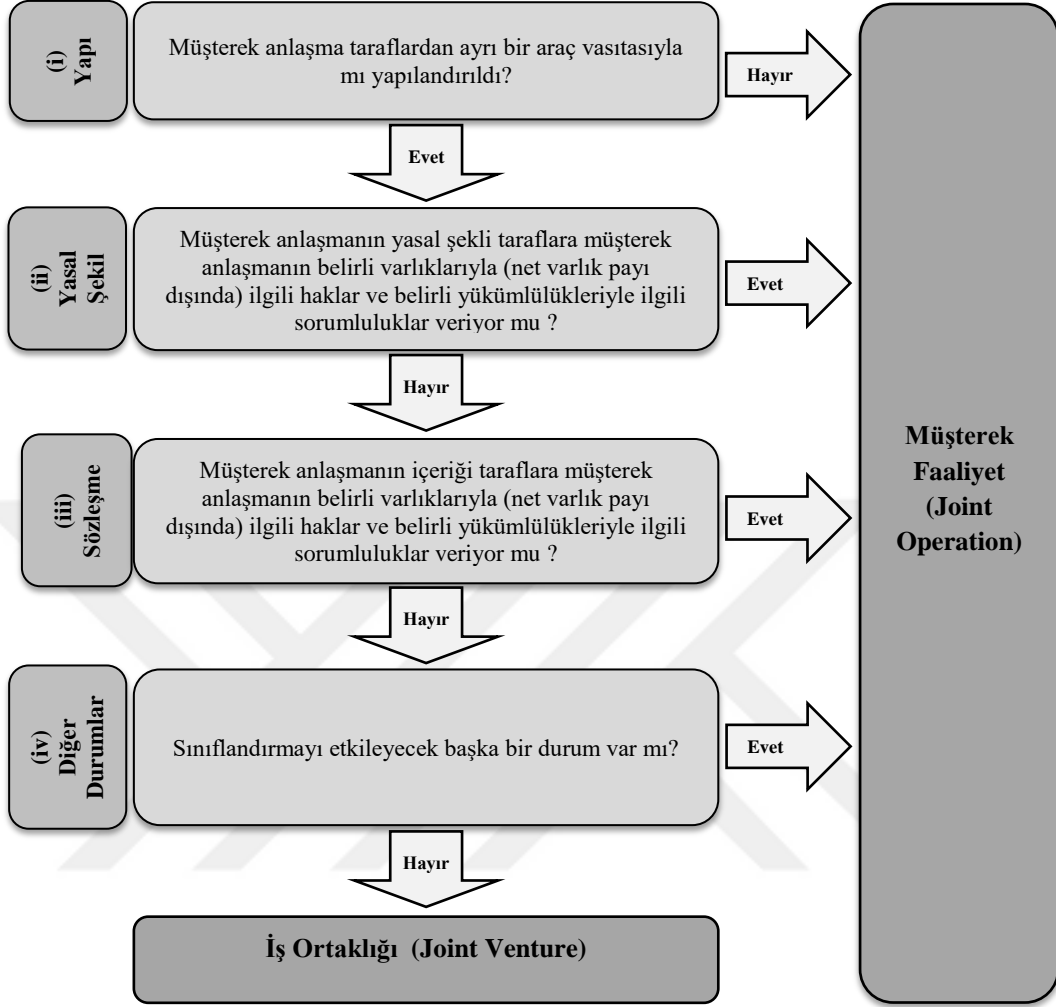 (i)
Yapı
Müşterek anlaşma taraflardan ayrı bir araç vasıtasıyla
mı yapılandırıldı?
Hayır
Evet
(ii)
Yasal
Şekil
Müşterek anlaşmanın yasal şekli taraflara müşterek
anlaşmanın belirli varlıklarıyla (net varlık payı
dışında) ilgili haklar ve belirli yükümlülükleriyle ilgili
sorumluluklar veriyor mu ?
Evet
Hayır
(iii)
Sözleşme
Müşterek anlaşmanın içeriği taraflara müşterek
anlaşmanın belirli varlıklarıyla (net varlık payı
dışında) ilgili haklar ve belirli yükümlülükleriyle ilgili
sorumluluklar veriyor mu ?
Evet
Hayır
(iv)
Diğer
Durumlar
Sınıflandırmayı etkileyecek başka bir durum var mı?
Evet
Hayır
İş Ortaklığı (Joint Venture)
Müşterek
Faaliyet
(Joint
Operation)